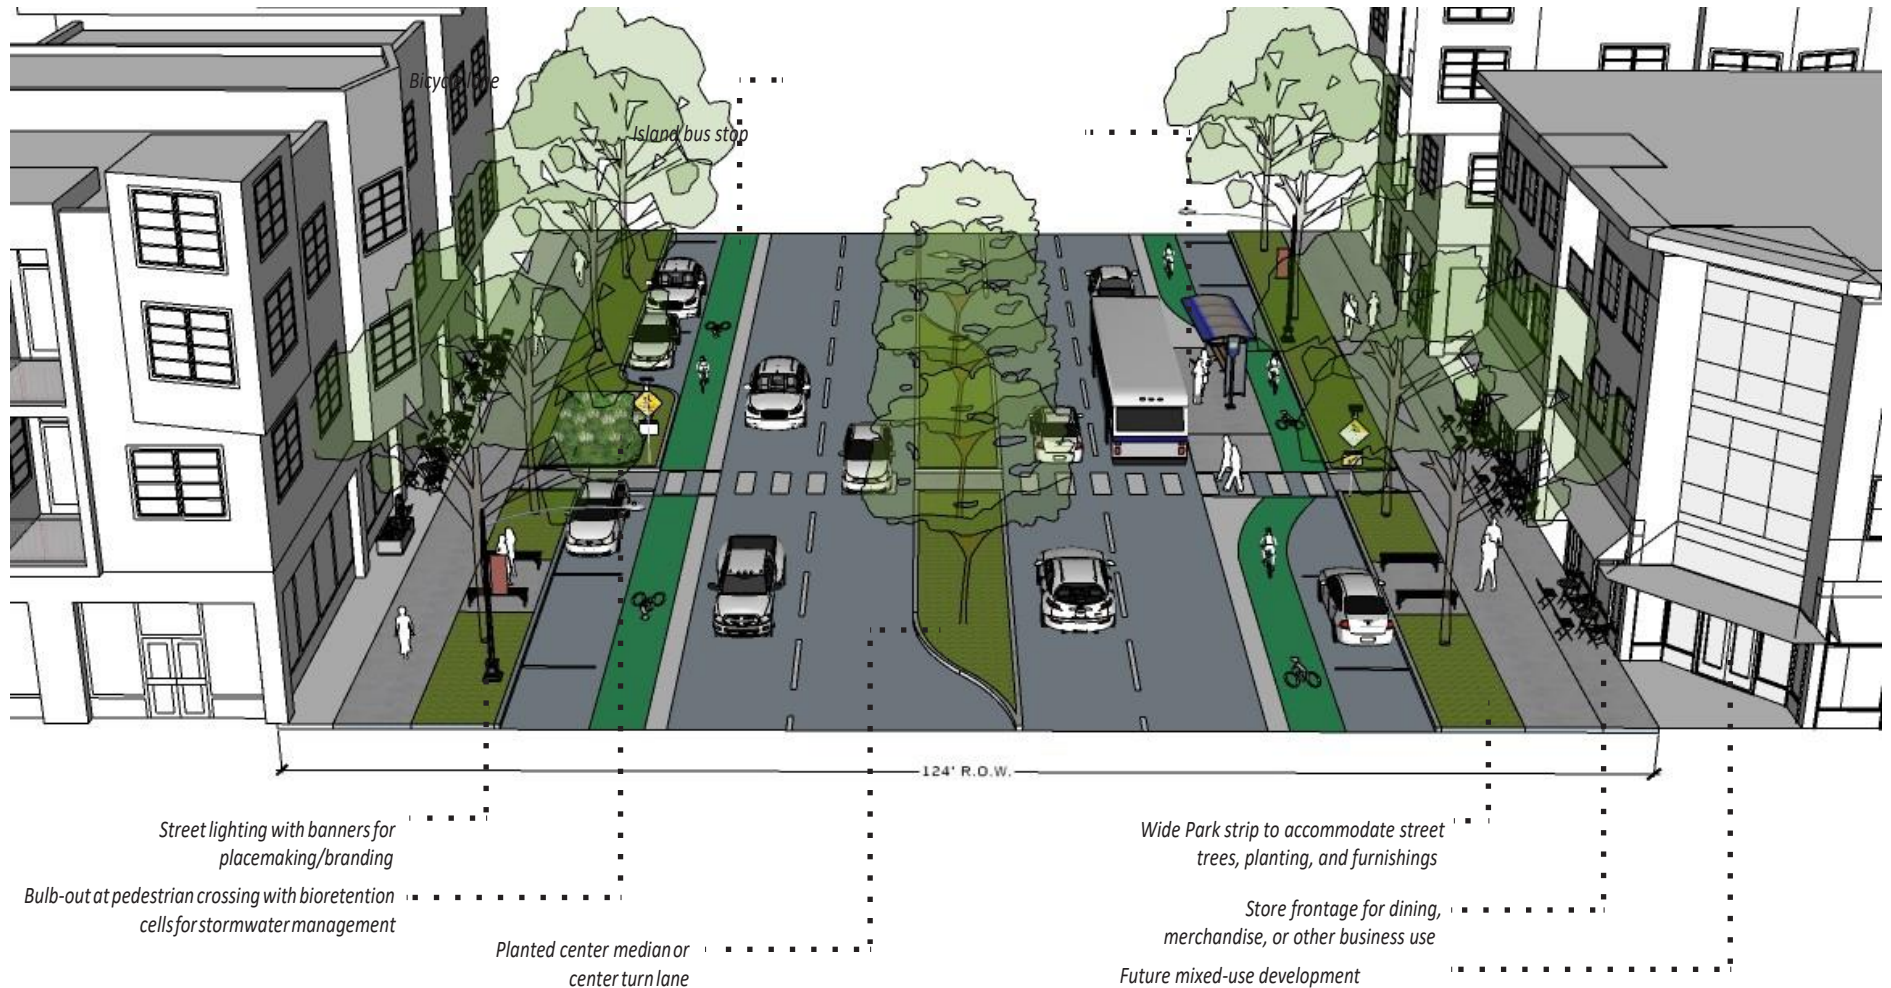 Bicycle lane
Island bus stop
124' R.O.W.
Street lighting with banners for
placemaking/branding
Bulb-out at pedestrian crossing with bioretention
cells for stormwater management
Planted center median or
center turn lane
Wide Park strip to accommodate street
trees, planting, and furnishings
Store frontage for dining,
merchandise, or other business use
Future mixed-use development